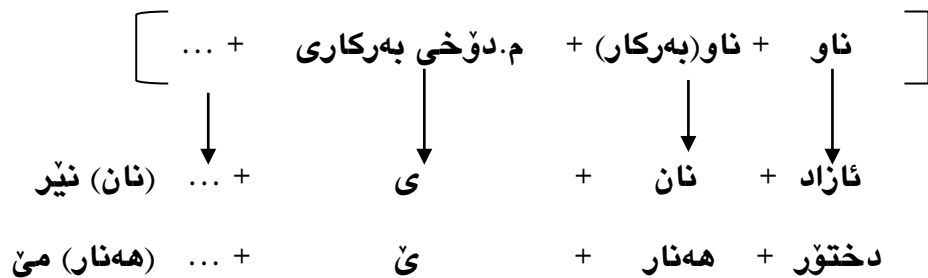 ناو + ناو(بەرکار) + م.دۆخی بەرکاری + ...
ئازاد + نان + ی + ... (نان) نێر
دختۆر + هەنار + ێ + ... (هەنار) مێ